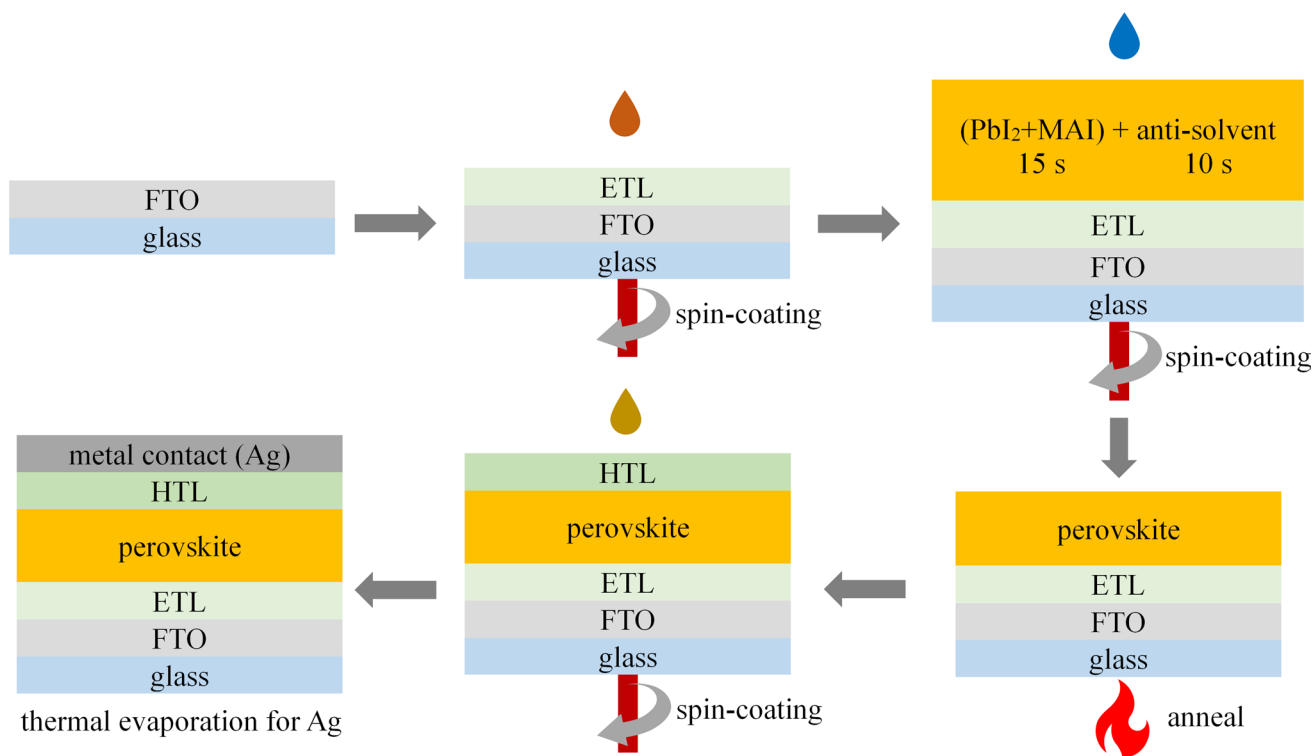 FTO
glass
ETL
FTO
glass
spin-coating
(PbI₂+MAI) + anti-solvent
15 s 10 s
ETL
FTO
glass
spin-coating
perovskite
ETL
FTO
glass
anneal
HTL
perovskite
ETL
FTO
glass
spin-coating
metal contact (Ag)
HTL
perovskite
ETL
FTO
glass
thermal evaporation for Ag